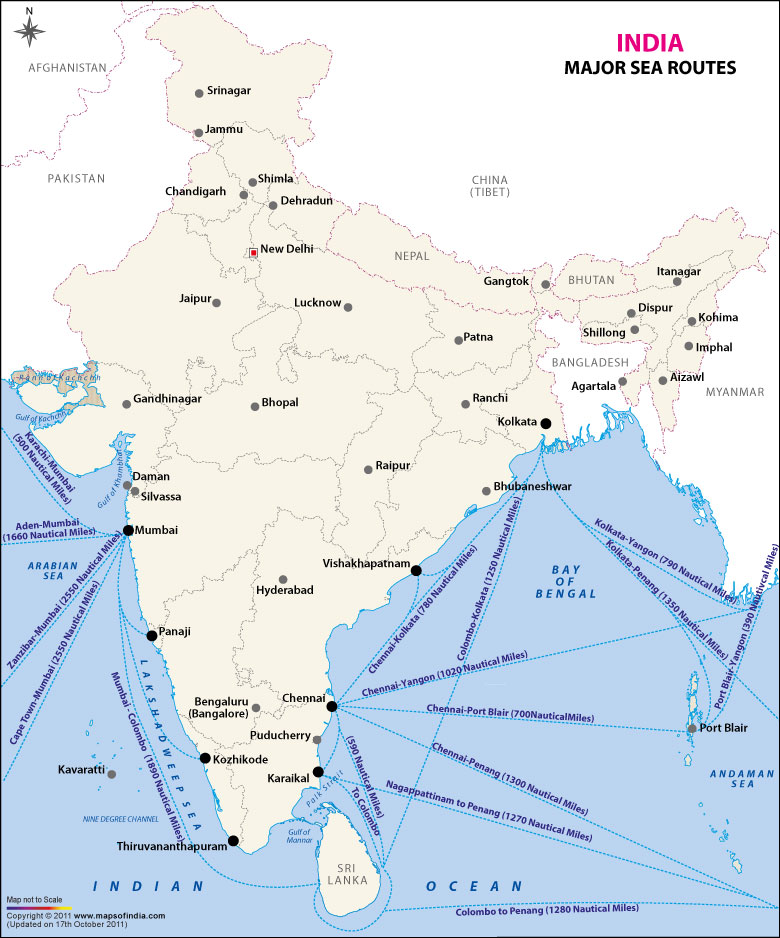 N
INDIA
MAJOR SEA ROUTES
AFGHANISTAN
PAKISTAN
CHINA
(TIBET)
NEPAL
BHUTAN
BANGLADESH
MYANMAR
Srinagar
Jammu
Shimla
Chandigarh
Dehradun
New Delhi
Jaipur
Lucknow
Gangtok
Itanagar
Dispur
Kohima
Shillong
Imphal
Patna
Agartala
Aizawl
Rann of Kachchh
Gulf of Kachchh
Gandhinagar
Bhopal
Ranchi
Kolkata
Raipur
Bhubaneshwar
Gulf of Khambhat
Daman
Silvassa
Mumbai
Karachi-Mumbai
(500 Nautical Miles)
Aden-Mumbai
(1660 Nautical Miles)
ARABIAN
SEA
Zanzibar-Mumbai (2550 Nautical Miles)
Cape Town-Mumbai (2550 Nautical Miles)
Vishakhapatnam
Hyderabad
BAY
OF
BENGAL
Kolkata-Yangon (790 Nautical Miles)
Kolkata-Penang (1350 Nautical Miles)
Port Blair-Yangon (390 Nautivcal Miles)
Chennai-Kolkata (780 Nautical Miles)
Colombo-Kolkata (1250 Nautical Miles)
Panaji
LAKSHADWEEP SEA
Mumbai - Colombo (1890 Nautical Miles)
Chennai-Yangon (1020 Nautical Miles)
Bengaluru
(Bangalore)
Chennai
Chennai-Port Blair (700NauticalMiles)
Port Blair
Puducherry
Chennai-Penang (1300 Nautical Miles)
Kozhikode
Kavaratti
Karaikal
(590 Nautical Miles)
To Colombo
Nagappattinam to Penang (1270 Nautical Miles)
ANDAMAN
SEA
Palk Strait
NINE DEGREE CHANNEL
Gulf of
Mannar
Thiruvananthapuram
SRI
LANKA
INDIAN OCEAN
Colombo to Penang (1280 Nautical Miles)
Map not to Scale
Copyright © 2011 www.mapsofindia.com
(Updated on 17th October 2011)